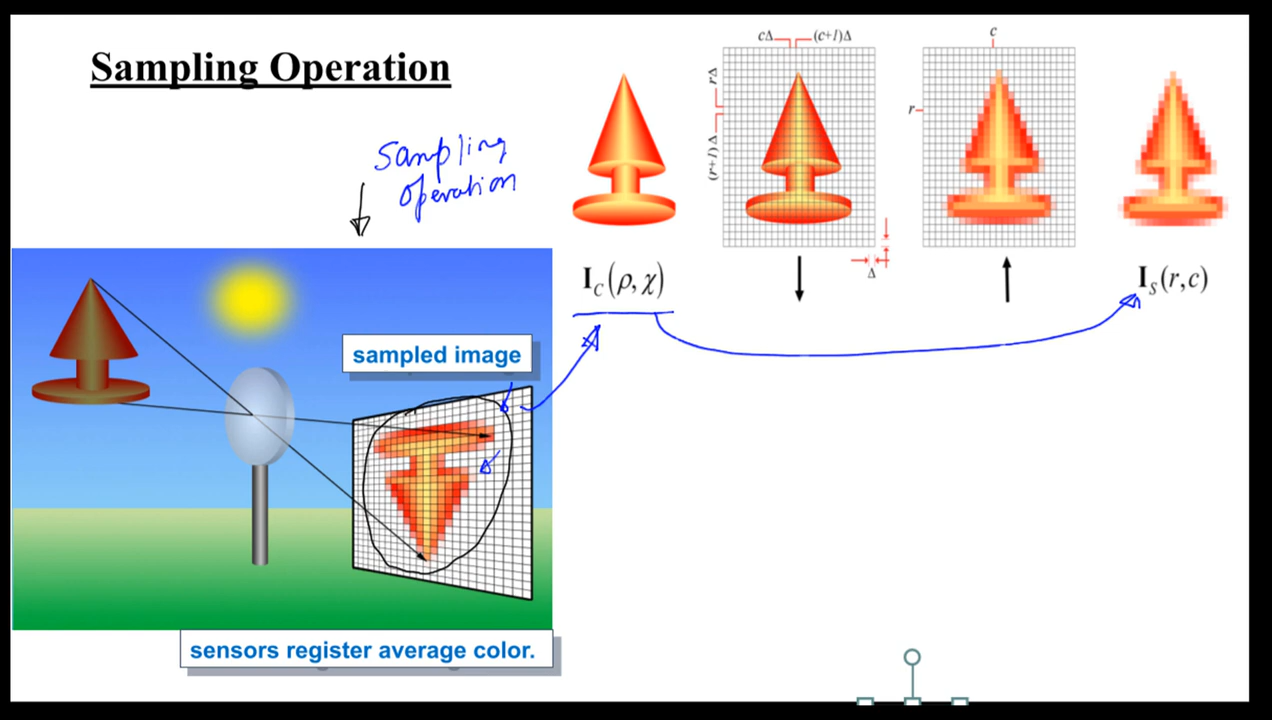 Sampling Operation
Sampling
operation
sampled image
sensors register average color.
cΔ
(c+1)Δ
rΔ
(r+1)Δ
Δ
c
r
I_C(ρ,χ)
I_S(r,c)